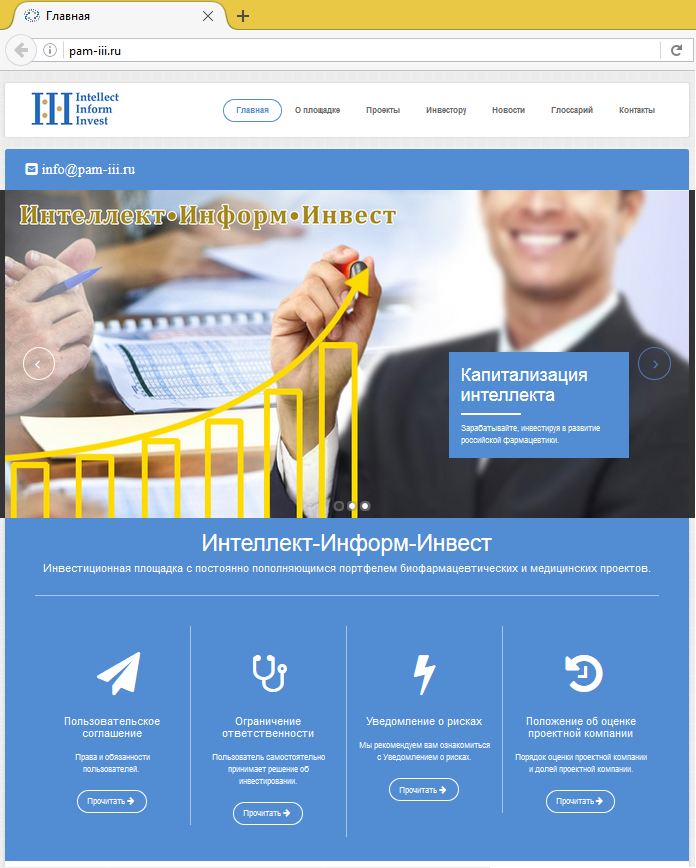 Главная
pam-iii.ru
Intellect
Inform
Invest
Главная О площадке Проекты Инвестору Новости Глоссарий Контакты
info@pam-iii.ru
Интеллект•Информ•Инвест
Капитализация
интеллекта
Зарабатывайте, инвестируя в развитие
российской фармацевтики.
Интеллект-Информ-Инвест
Инвестиционная площадка с постоянно пополняющимся портфелем биофармацевтических и медицинских проектов.
Пользовательское
соглашение
Права и обязанности
пользователей.
Прочитать
Ограничение
ответственности
Пользователь самостоятельно
принимает решение об
инвестировании.
Прочитать
Уведомление о рисках
Мы рекомендуем вам ознакомиться
с Уведомлением о рисках.
Прочитать
Положение об оценке
проектной компании
Порядок оценки проектной компании
и долей проектной компании.
Прочитать